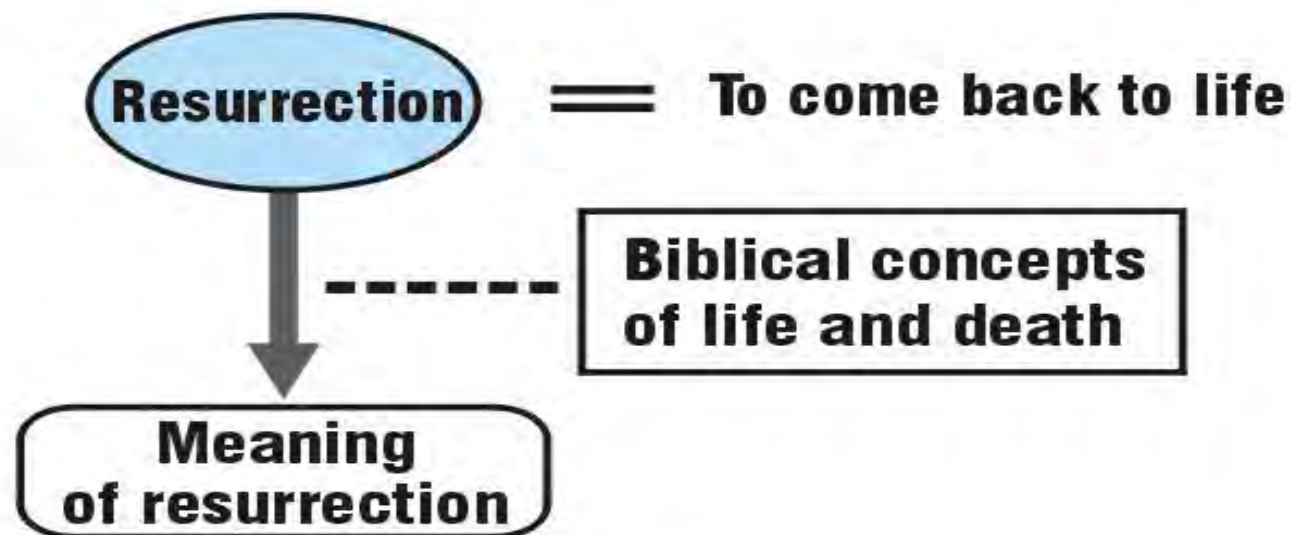 Resurrection
To come back to life
Biblical concepts
of life and death
Meaning
of resurrection